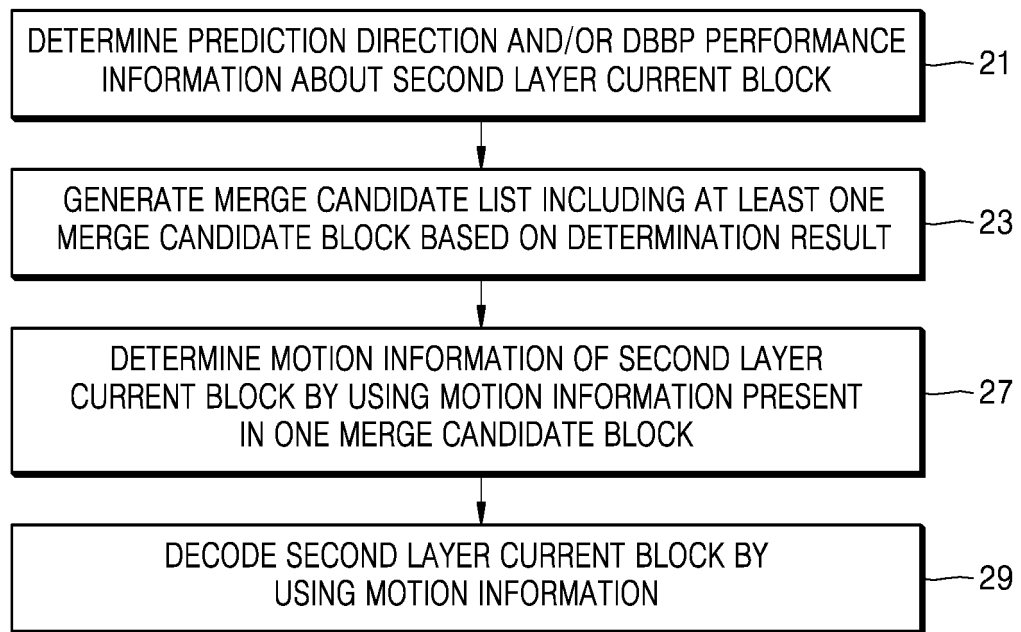 DETERMINE PREDICTION DIRECTION AND/OR DBBP PERFORMANCE
INFORMATION ABOUT SECOND LAYER CURRENT BLOCK
21
GENERATE MERGE CANDIDATE LIST INCLUDING AT LEAST ONE
MERGE CANDIDATE BLOCK BASED ON DETERMINATION RESULT
23
DETERMINE MOTION INFORMATION OF SECOND LAYER
CURRENT BLOCK BY USING MOTION INFORMATION PRESENT
IN ONE MERGE CANDIDATE BLOCK
27
DECODE SECOND LAYER CURRENT BLOCK BY
USING MOTION INFORMATION
29